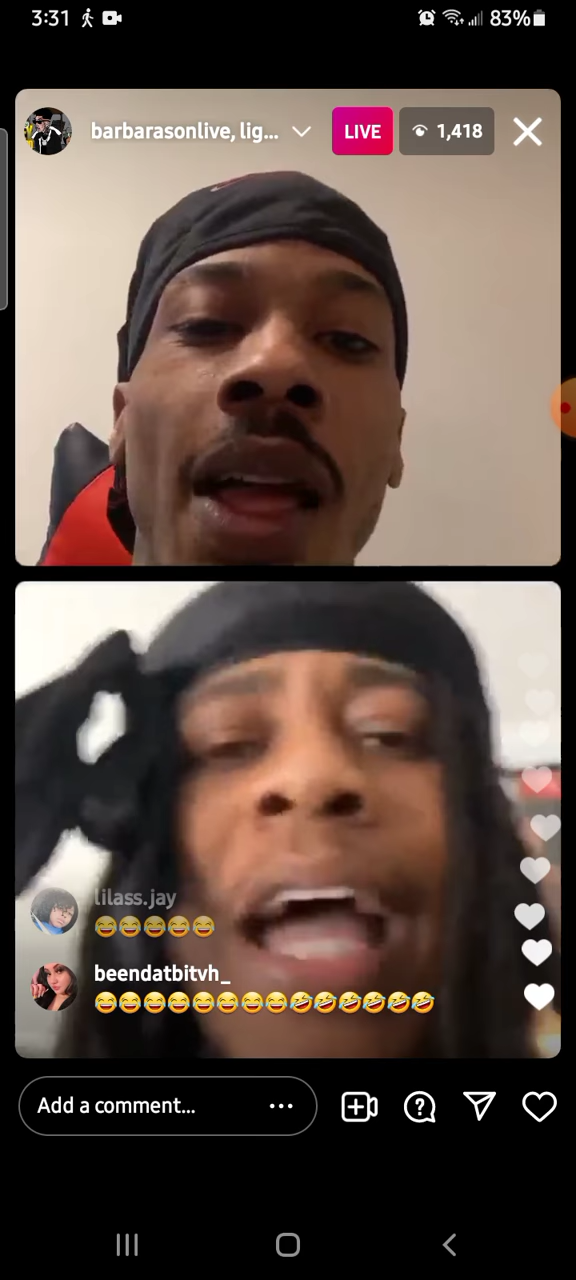 3:31
83%
barbarasonlive, lig...
LIVE
1,418
lilass.jay
😂😂😂😂😂
beendatbitvh_
😂😂😂😂😂😂😂😂🤣🤣🤣🤣🤣🤣
Add a comment...